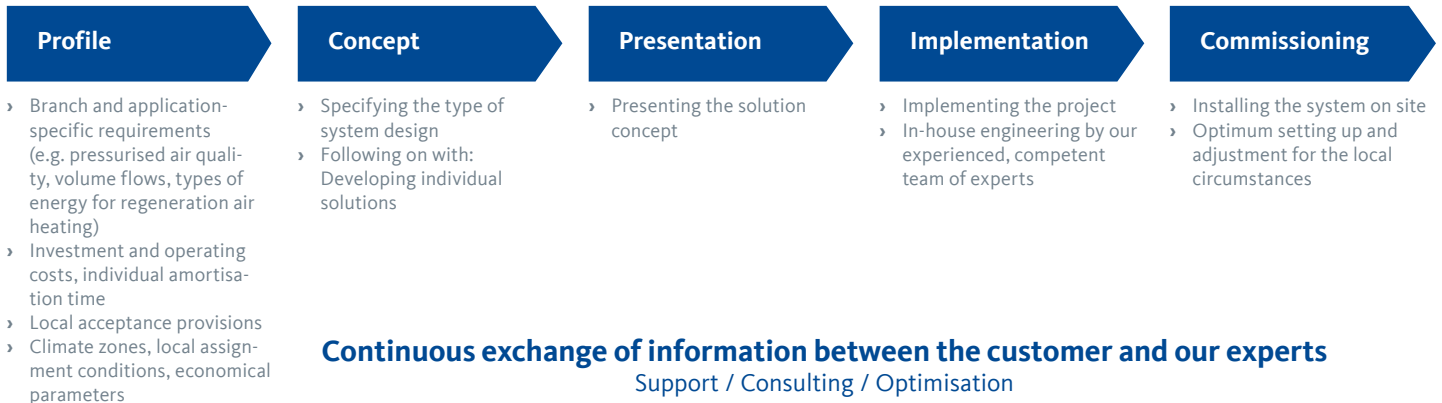 Profile
› Branch and application-
specific requirements
(e.g. pressurised air quali-
ty, volume flows, types of
energy for regeneration air
heating)
› Investment and operating
costs, individual amortisa-
tion time
› Local acceptance provisions
› Climate zones, local assign-
ment conditions, economical
parameters
Concept
› Specifying the type of
system design
› Following on with:
Developing individual
solutions
Presentation
› Presenting the solution
concept
Implementation
› Implementing the project
› In-house engineering by our
experienced, competent
team of experts
Commissioning
› Installing the system on site
› Optimum setting up and
adjustment for the local
circumstances
Continuous exchange of information between the customer and our experts
Support / Consulting / Optimisation